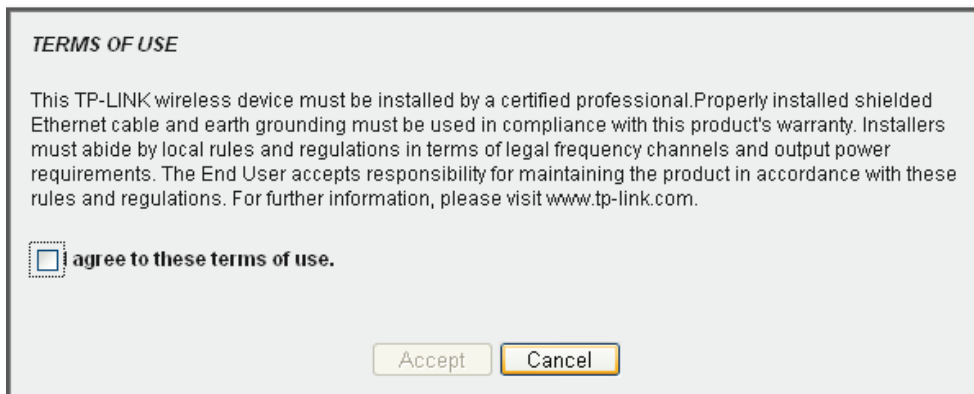 TERMS OF USE
This TP-LINK wireless device must be installed by a certified professional.Properly installed shielded
Ethernet cable and earth grounding must be used in compliance with this product's warranty. Installers
must abide by local rules and regulations in terms of legal frequency channels and output power
requirements. The End User accepts responsibility for maintaining the product in accordance with these
rules and regulations. For further information, please visit www.tp-link.com.
I agree to these terms of use.
Accept
Cancel